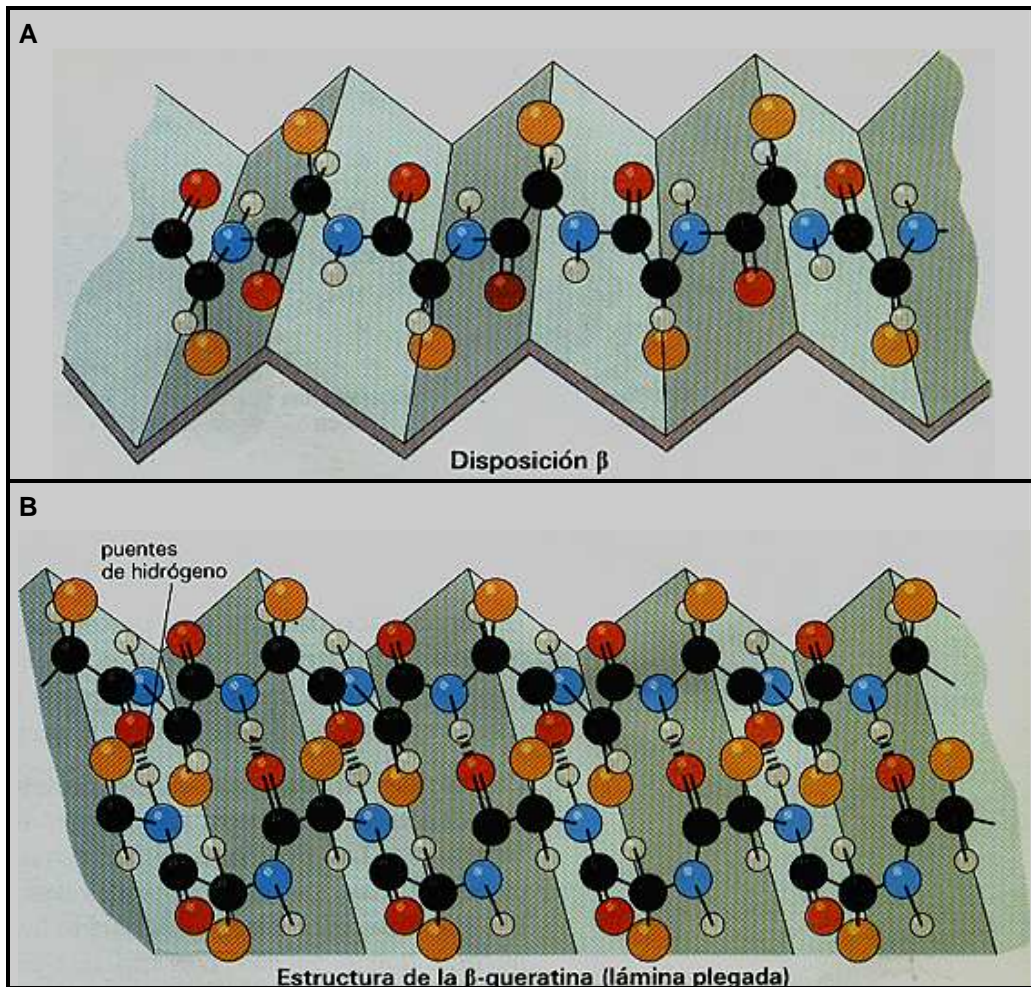 A
Disposición β
B
puentes
de hidrógeno
Estructura de la β-queratina (lámina plegada)